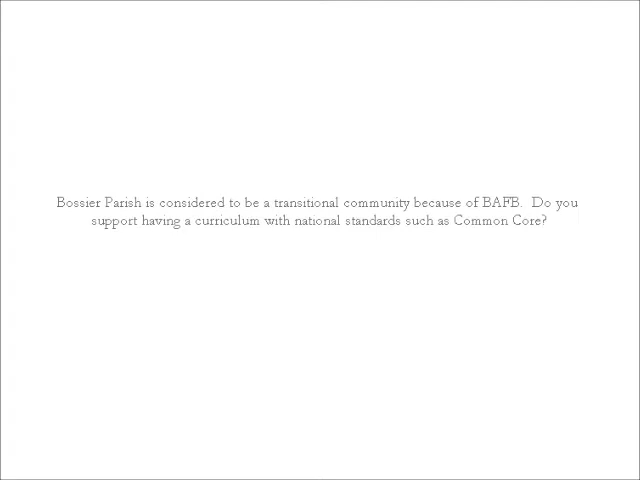 Bossier Parish is considered to be a transitional community because of BAFB.  Do you
support having a curriculum with national standards such as Common Core?